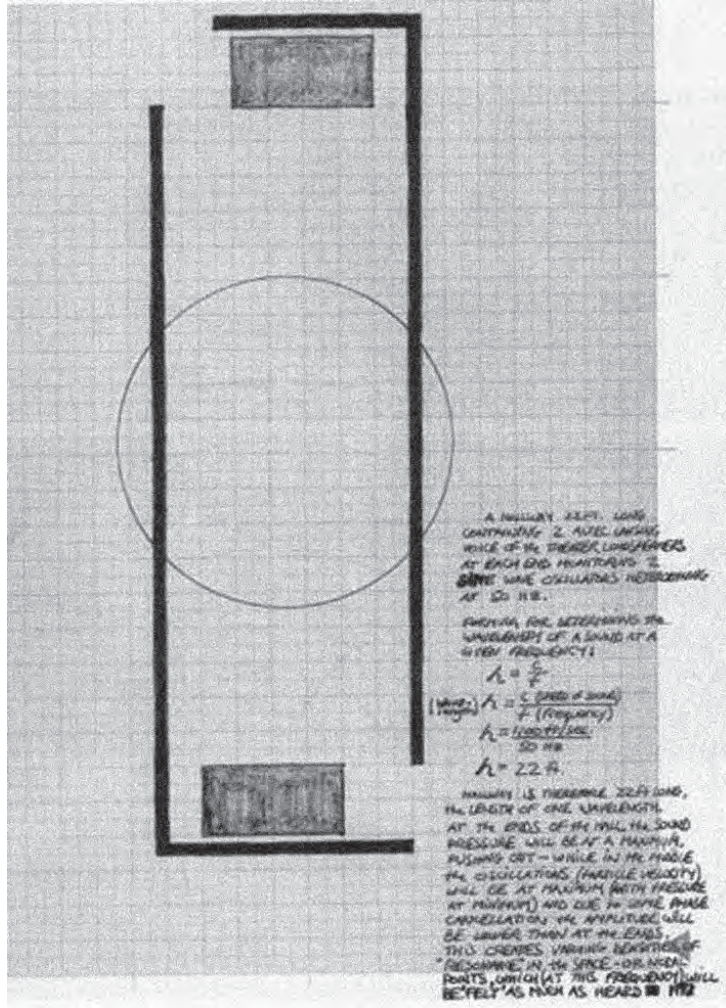 A HALLWAY 22 FT. LONG
CONTAINING 2 ALTEC LANSING
VOICE OF the THEATER LOUDSPEAKERS
AT EACH END MONITORING 2
SINE WAVE OSCILLATORS HETERODYNING
AT 50 HZ.
FORMULA FOR DETERMINING the
WAVELENGTH OF A SOUND AT A
GIVEN FREQUENCY:
λ = c/f
(wave-length) λ = c (speed of sound) / f (frequency)
λ = 1100 ft/sec. / 50 HZ
λ = 22 ft.
HALLWAY IS THEREFORE 22 ft LONG,
the LENGTH OF ONE WAVELENGTH.
AT the ENDS OF the HALL the SOUND
PRESSURE WILL BE AT A MAXIMUM,
PUSHING OUT — WHILE IN the MIDDLE
the OSCILLATIONS (PARTICLE VELOCITY)
WILL BE AT MAXIMUM (WITH PRESSURE
AT MINIMUM) AND DUE to SOME PHASE
CANCELLATION the AMPLITUDE WILL
BE LOWER THAN AT the ENDS.
THIS CREATES VARYING DENSITIES OF
"RESONANCE" IN the SPACE - OR NODAL
POINTS, WHICH (AT THIS FREQUENCY) WILL
BE "FELT" AS MUCH AS HEARD